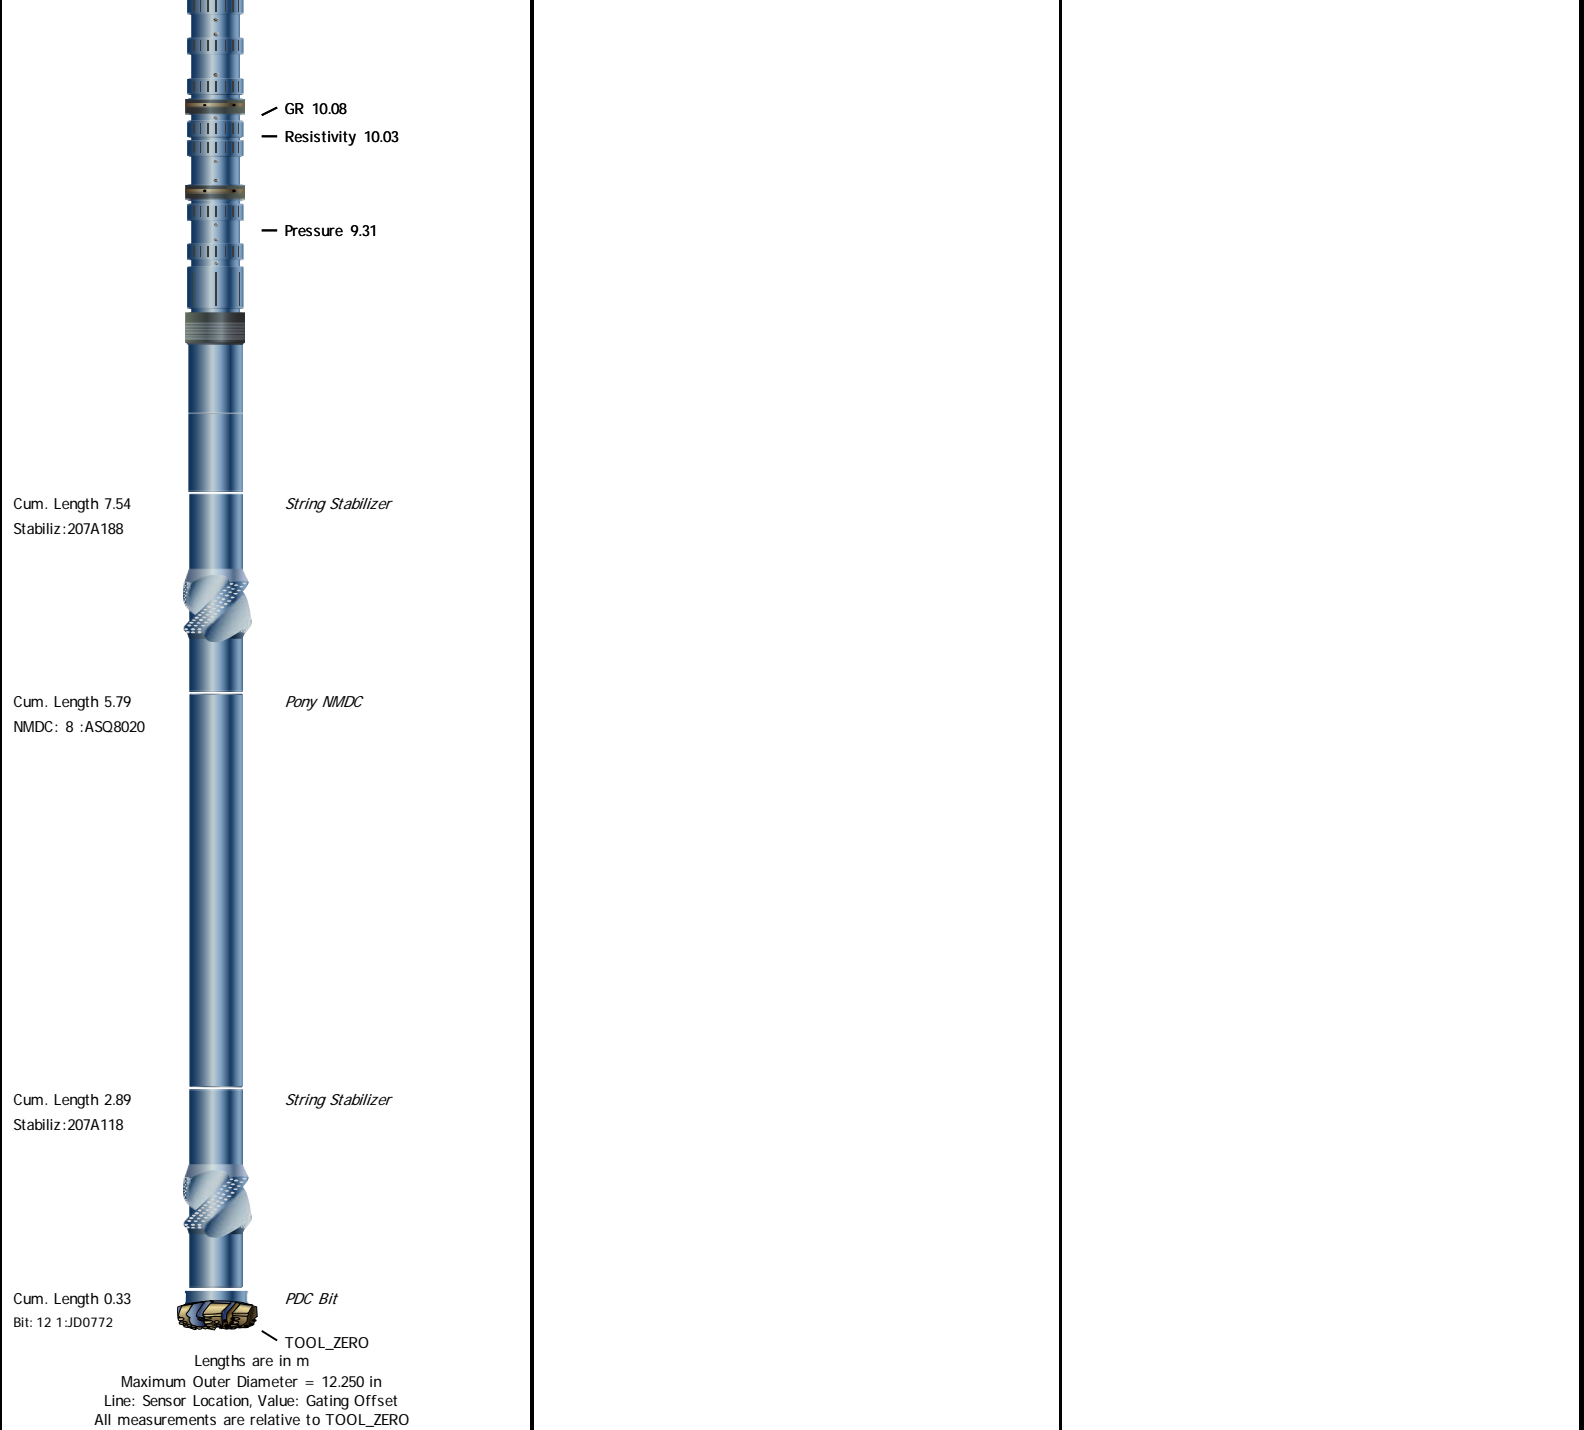 GR 10.08
Resistivity 10.03
Pressure 9.31
Cum. Length 7.54 String Stabilizer
Stabiliz:207A188
Cum. Length 5.79 Pony NMDC
NMDC: 8 :ASQ8020
Cum. Length 2.89 String Stabilizer
Stabiliz:207A118
Cum. Length 0.33 PDC Bit
Bit: 12 1:JD0772
TOOL_ZERO
Lengths are in m
Maximum Outer Diameter = 12.250 in
Line: Sensor Location, Value: Gating Offset
All measurements are relative to TOOL_ZERO